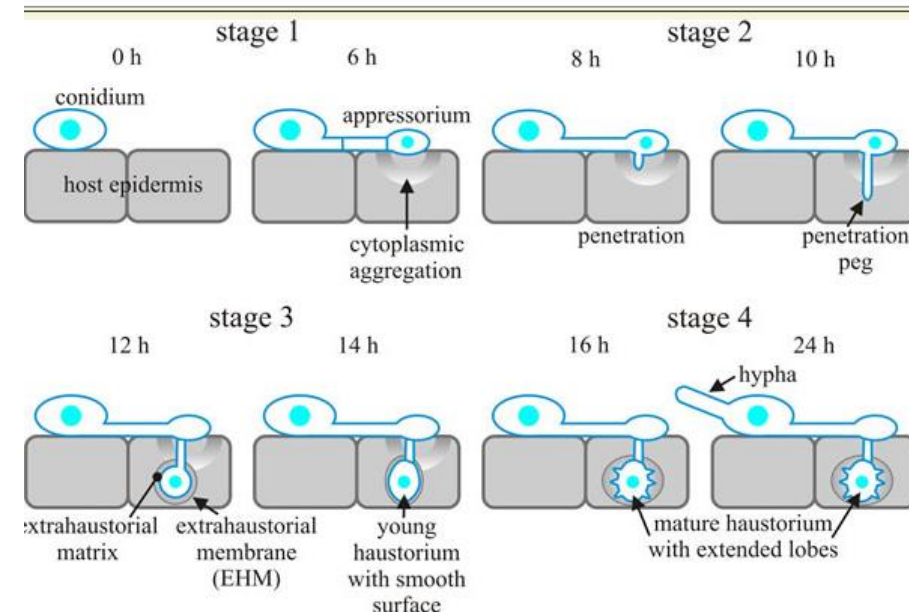 stage 1
stage 2
0 h
6 h
8 h
10 h
conidium
appressorium
host epidermis
cytoplasmic
aggregation
penetration
penetration
peg
stage 3
stage 4
12 h
14 h
16 h
24 h
hypha
extrahaustorial
matrix
extrahaustorial
membrane
(EHM)
young
haustorium
with smooth
surface
mature haustorium
with extended lobes